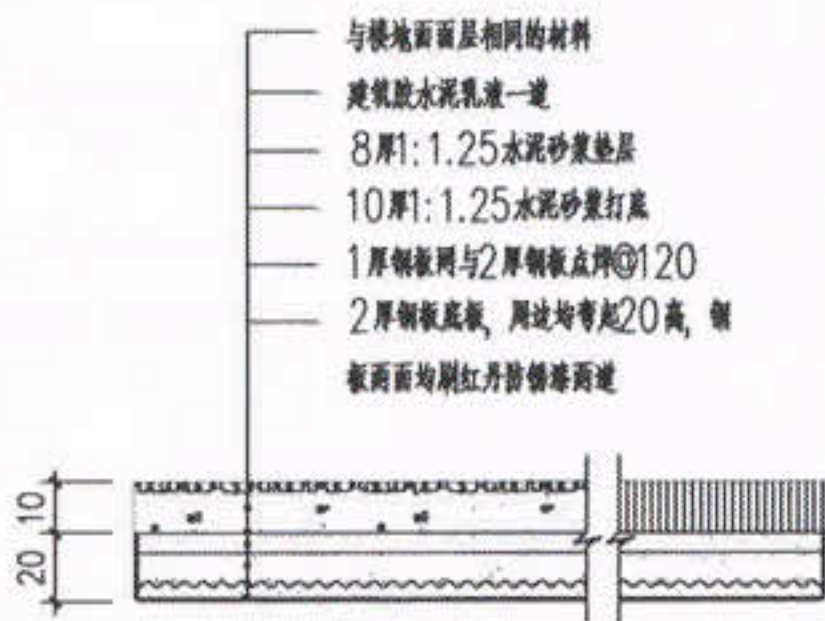 与楼地面面层相同的材料
建筑胶水泥乳液一道
8厚1:1.25水泥砂浆垫层
10厚1:1.25水泥砂浆打底
1厚钢板网与2厚钢板点焊@120
2厚钢板底板, 周边均弯起20高, 钢
板两面均刷红丹防锈漆两道
10
20